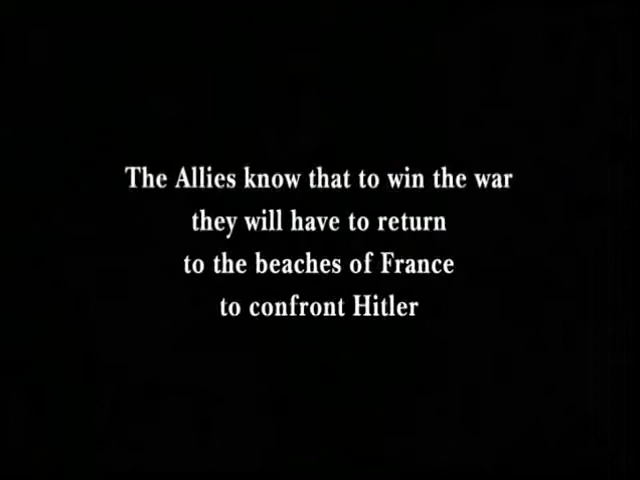 The Allies know that to win the war
they will have to return
to the beaches of France
to confront Hitler